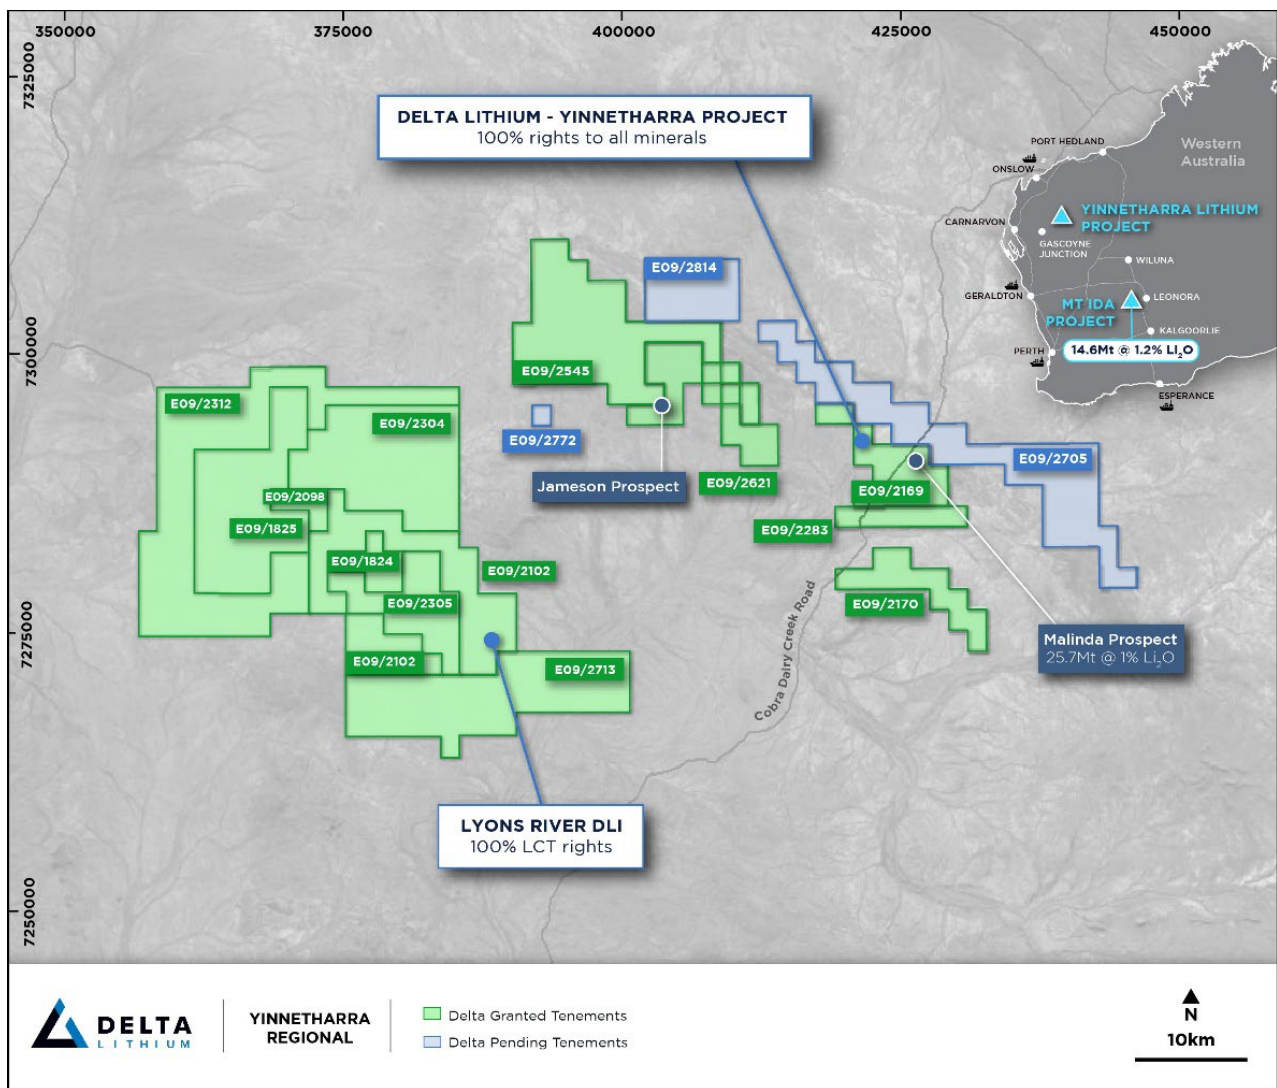 350000
375000
400000
425000
450000
7325000
7300000
7275000
7250000
DELTA LITHIUM - YINNETHARRA PROJECT
100% rights to all minerals
Western
Australia
PORT HEDLAND
ONSLOW
CARNARVON
YINNETHARRA LITHIUM
PROJECT
GASCOYNE
JUNCTION
WILUNA
GERALDTON
MT IDA
PROJECT
LEONORA
KALGOORLIE
PERTH
14.6Mt @ 1.2% Li₂O
ESPERANCE
E09/2814
E09/2545
E09/2312
E09/2304
E09/2772
E09/2705
Jameson Prospect
E09/2621
E09/2169
E09/2098
E09/1825
E09/2283
E09/1824
E09/2102
E09/2305
E09/2170
Cobra Dairy Creek Road
Malinda Prospect
25.7Mt @ 1% Li₂O
E09/2102
E09/2713
LYONS RIVER DLI
100% LCT rights
DELTA
LITHIUM
YINNETHARRA
REGIONAL
Delta Granted Tenements
Delta Pending Tenements
N
10km